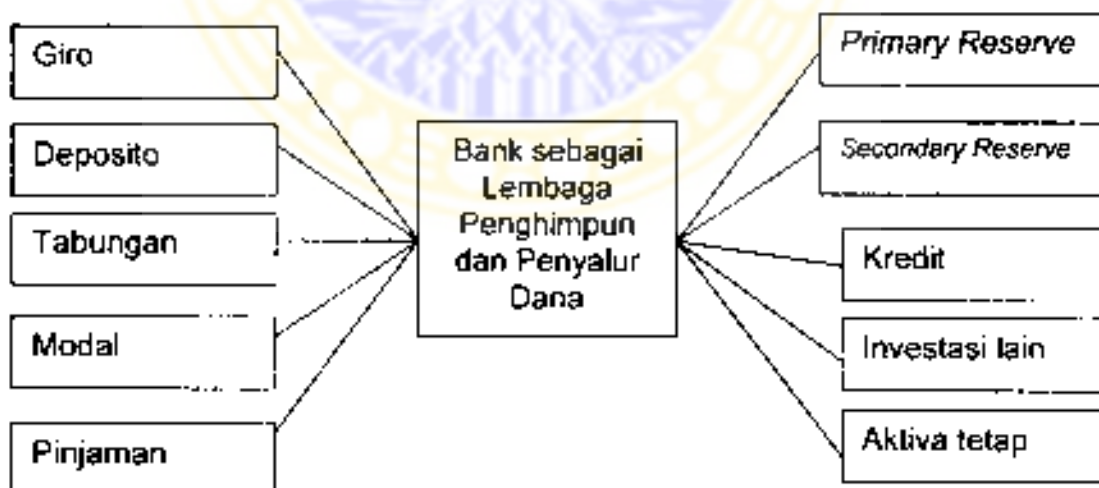 Giro
Deposito
Tabungan
Modal
Pinjaman
Bank sebagai
Lembaga
Penghimpun
dan Penyalur
Dana
Primary Reserve
Secondary Reserve
Kredit
Investasi lain
Aktiva tetap